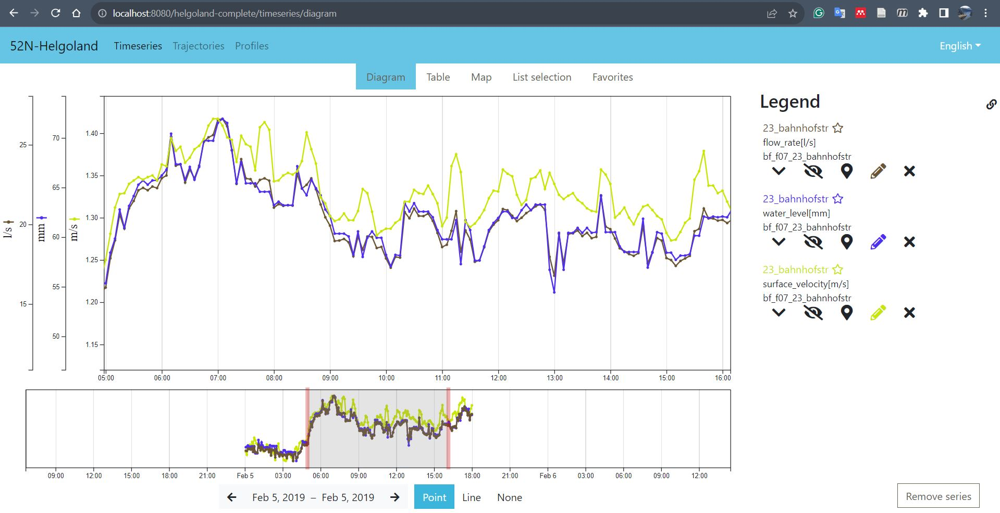 localhost:8080/helgoland-complete/timeseries/diagram
52N-Helgoland Timeseries Trajectories Profiles English
Diagram Table Map List selection Favorites
Legend
23_bahnhofstr
flow_rate[l/s]
bf_f07_23_bahnhofstr
23_bahnhofstr
water_level[mm]
bf_f07_23_bahnhofstr
23_bahnhofstr
surface_velocity[m/s]
bf_f07_23_bahnhofstr
l/s
25
20
15
mm
70
65
60
55
50
m/s
1.40
1.35
1.30
1.25
1.20
1.15
05:00 06:00 07:00 08:00 09:00 10:00 11:00 12:00 13:00 14:00 15:00 16:00
09:00 12:00 15:00 18:00 21:00 Feb 5 03:00 06:00 09:00 12:00 15:00 18:00 21:00 Feb 6 03:00 06:00 09:00 12:00
Feb 5, 2019 – Feb 5, 2019 Point Line None Remove series